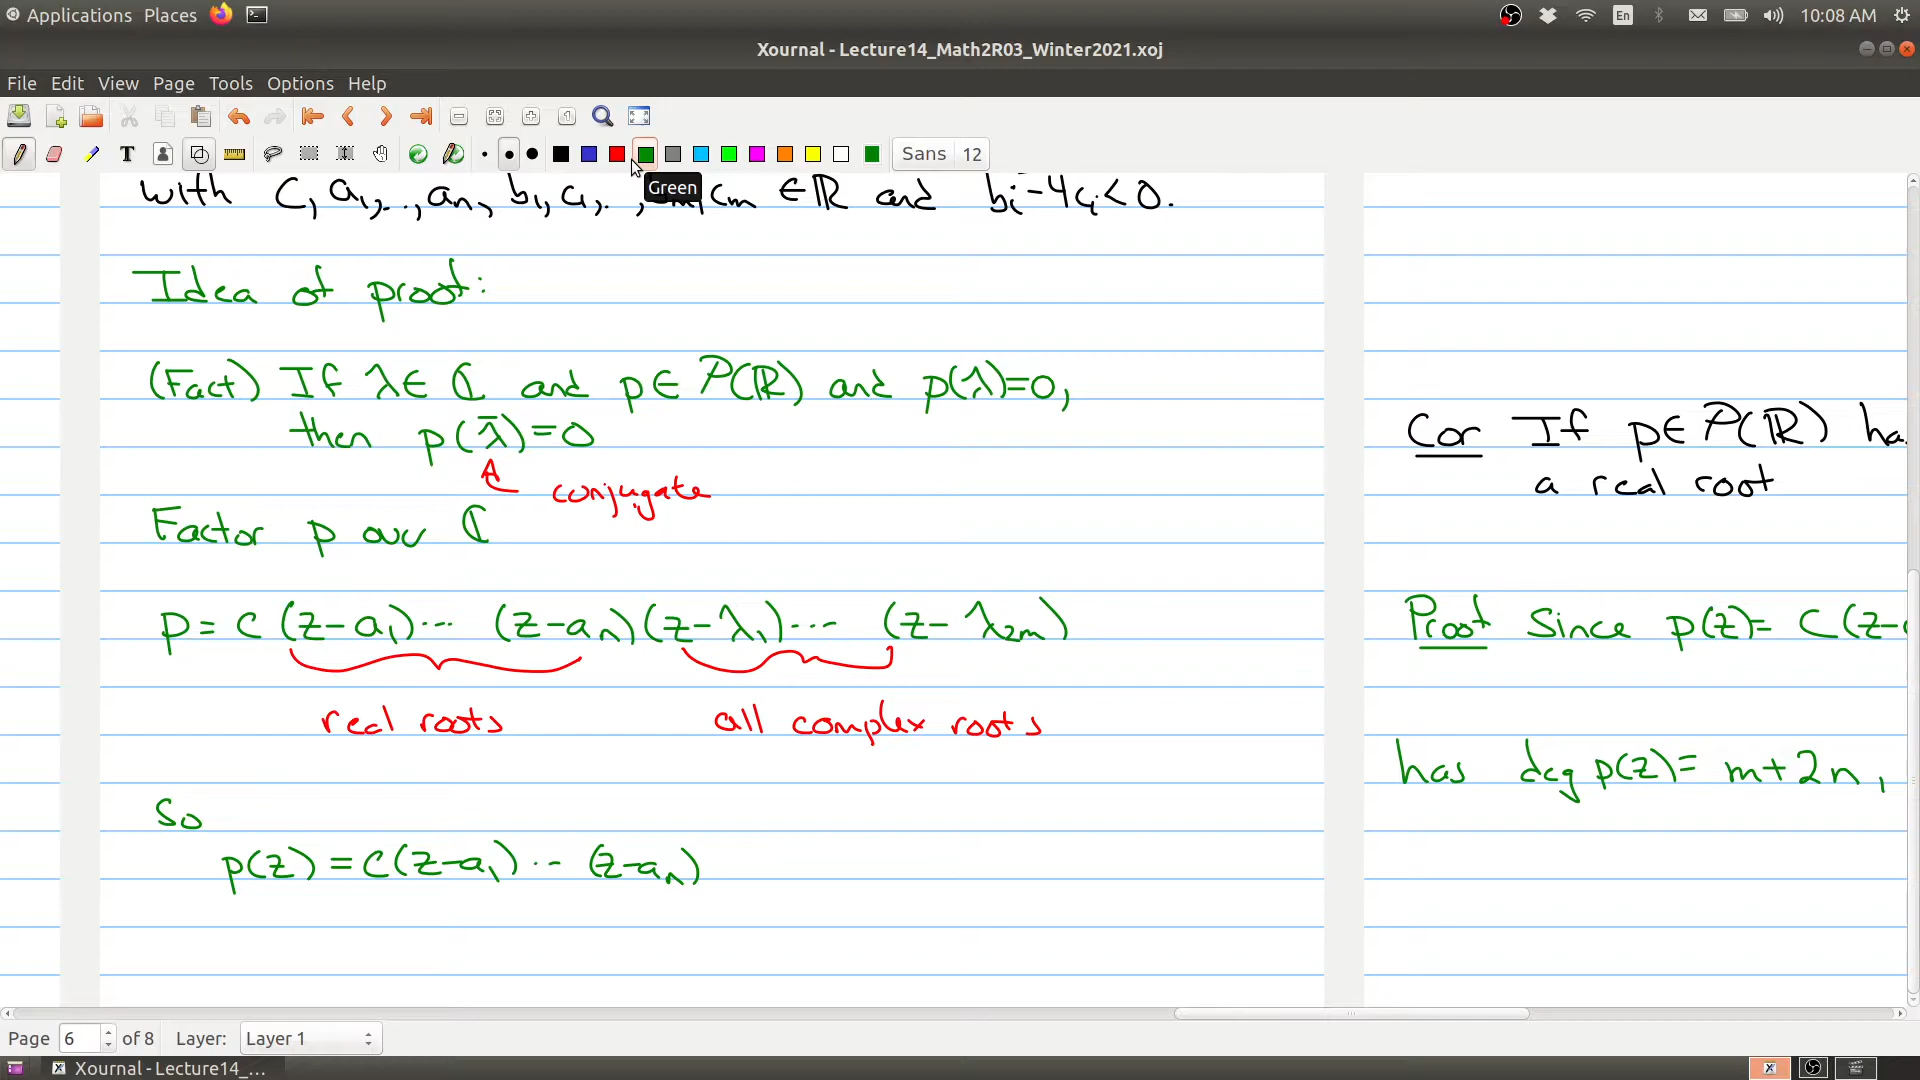 Applications Places En 10:08 AM
Xournal - Lecture14_Math2R03_Winter2021.xoj
File Edit View Page Tools Options Help
T Sans 12
Green
with C, a₁, .., aₙ, b₁, c₁, . , cₘ ∈ ℝ and bᵢ - 4cᵢ < 0.
Idea of proof:
(Fact) If λ ∈ ℂ and p ∈ P(ℝ) and p(λ)=0,
then p(λ̄)=0
conjugate
Factor p over ℂ
p = C (z-a₁)··· (z-aₙ)(z-λ₁)··· (z-λ₂ₘ)
real roots all complex roots
So
p(z) = C(z-a₁)··· (z-aₙ)
Cor If p ∈ P(ℝ) ha
a real root
Proof Since p(z)= C(z-
has deg p(z)= m+2n,
Page 6 of 8 Layer: Layer 1
Xournal - Lecture14_...